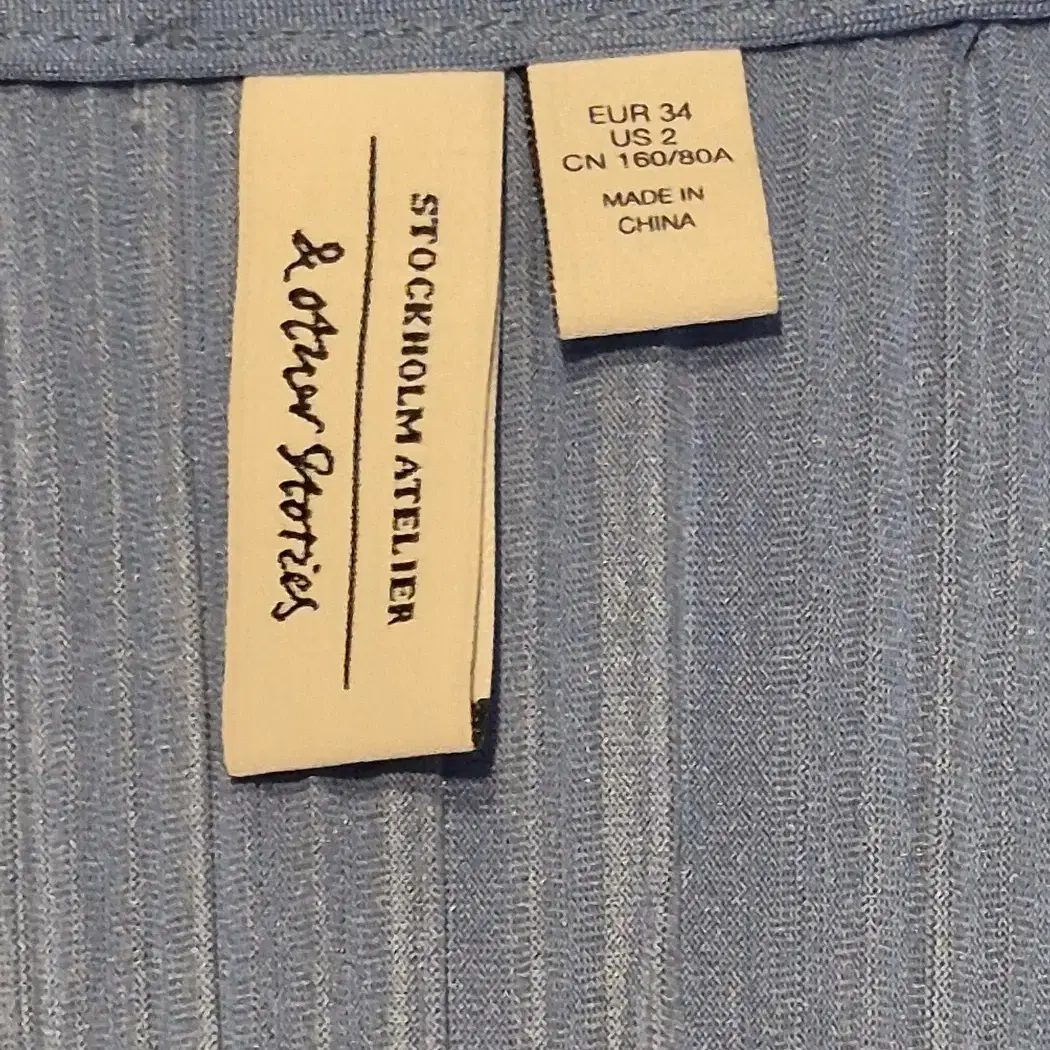 STOCKHOLM ATELIER
& other Stories
EUR 34
US 2
CN 160/80A
MADE IN
CHINA